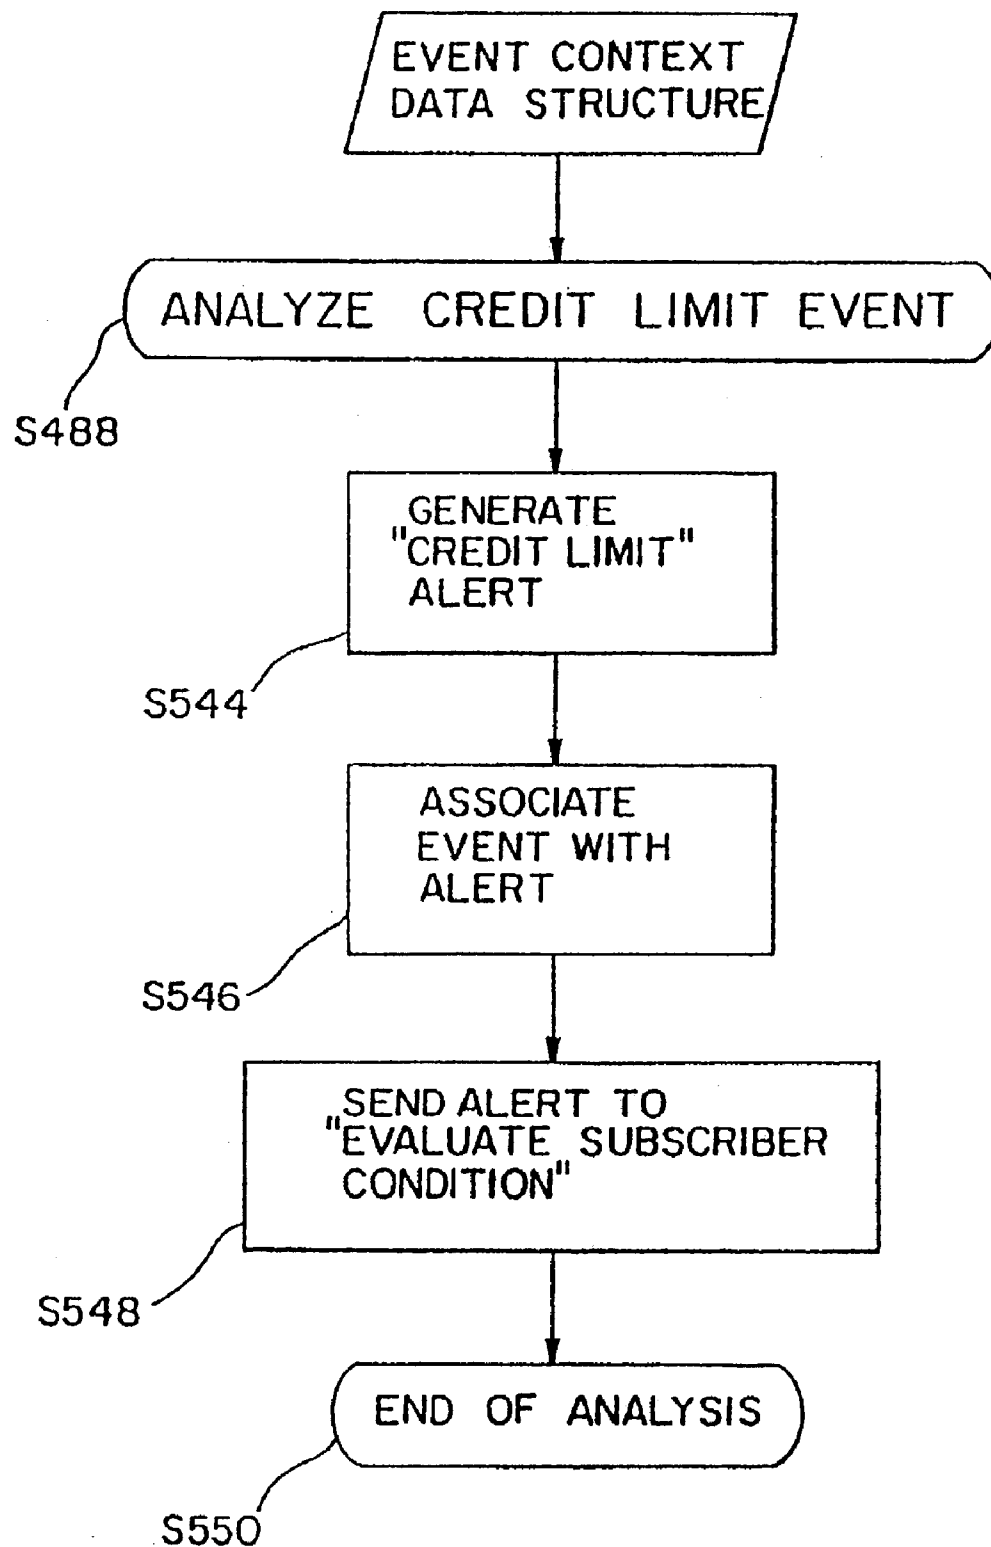 EVENT CONTEXT
DATA STRUCTURE
ANALYZE CREDIT LIMIT EVENT
S488
GENERATE
"CREDIT LIMIT"
ALERT
S544
ASSOCIATE
EVENT WITH
ALERT
S546
SEND ALERT TO
"EVALUATE SUBSCRIBER
CONDITION"
S548
END OF ANALYSIS
S550